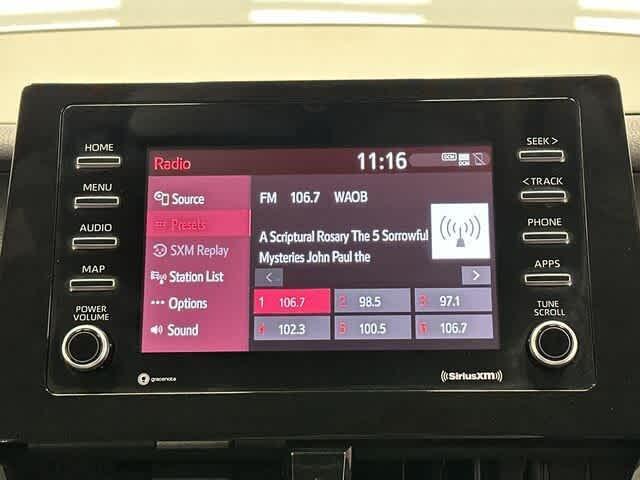 HOME
MENU
AUDIO
MAP
POWER
VOLUME
Radio
11:16
DCM
DCM
Source
Presets
SXM Replay
Station List
Options
Sound
FM 106.7 WAOB
A Scriptural Rosary The 5 Sorrowful
Mysteries John Paul the
< >
1 106.7 2 98.5 3 97.1
4 102.3 5 100.5 6 106.7
SEEK >
< TRACK
PHONE
APPS
TUNE
SCROLL
gracenote
((SiriusXM))